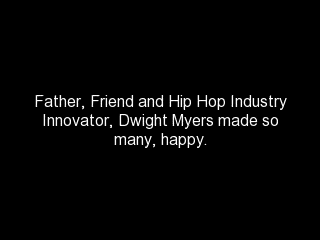 Father, Friend and Hip Hop Industry
Innovator, Dwight Myers made so
many, happy.